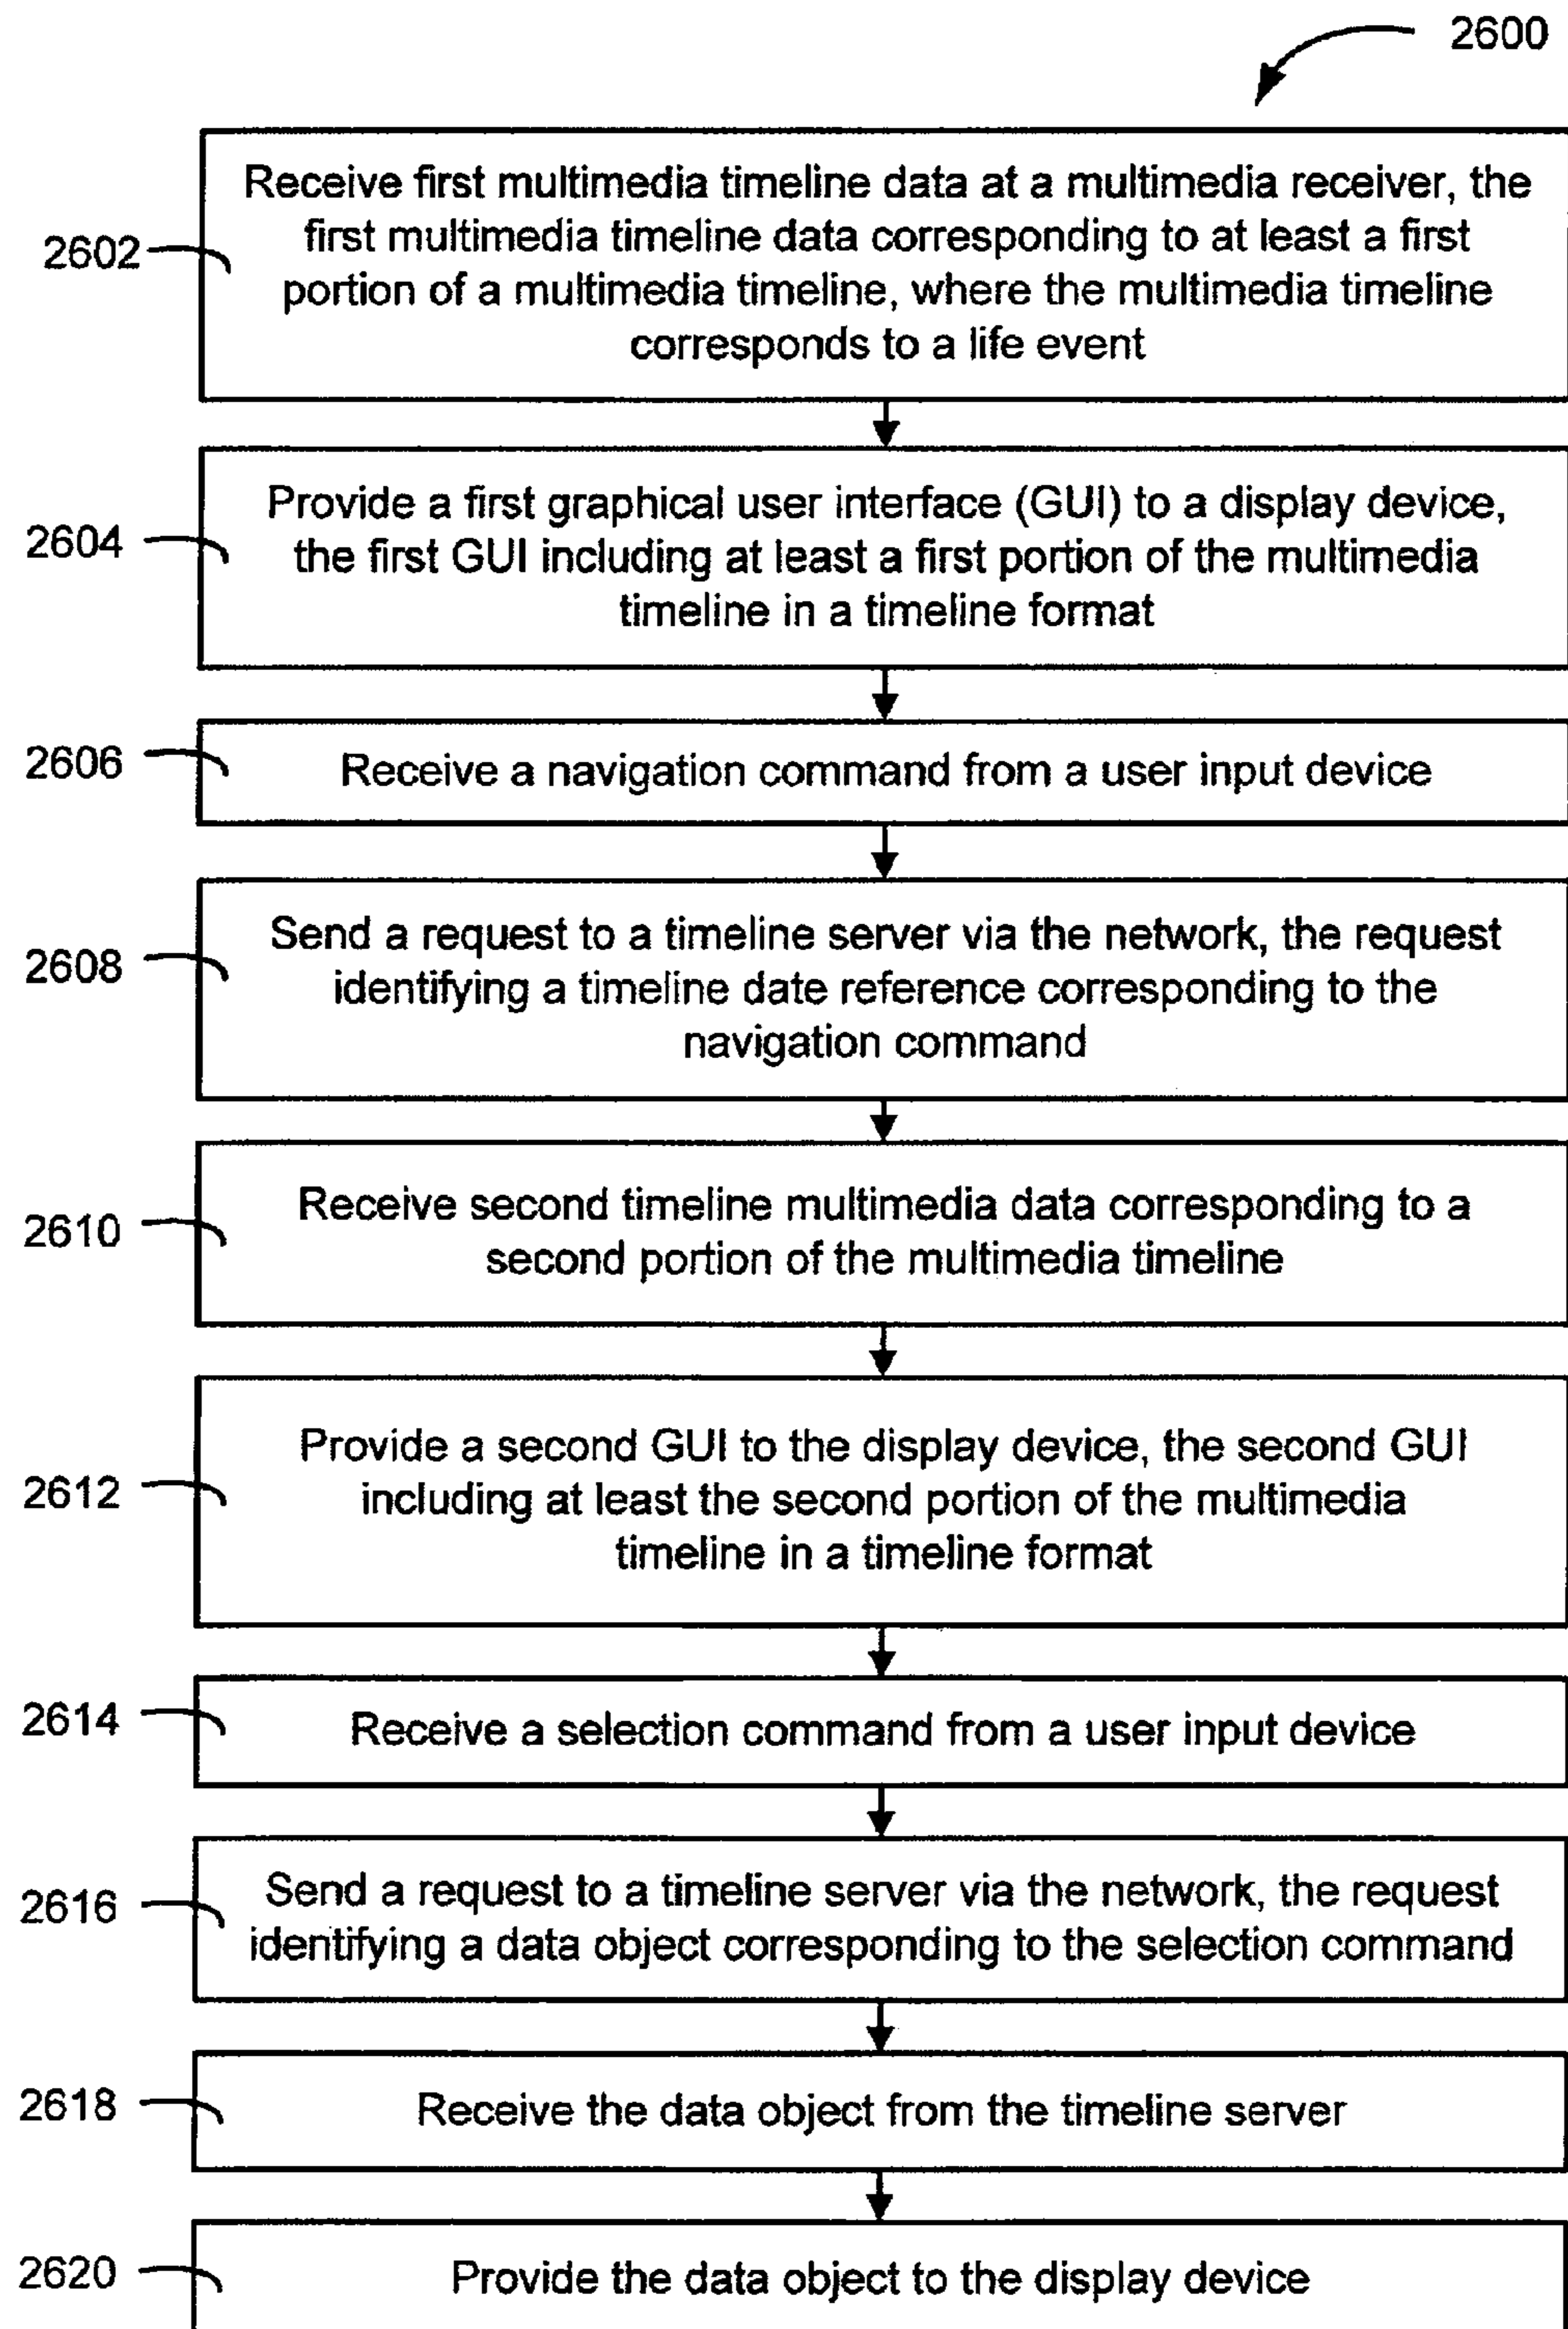 2600
2602
Receive first multimedia timeline data at a multimedia receiver, the
first multimedia timeline data corresponding to at least a first
portion of a multimedia timeline, where the multimedia timeline
corresponds to a life event
2604
Provide a first graphical user interface (GUI) to a display device,
the first GUI including at least a first portion of the multimedia
timeline in a timeline format
2606
Receive a navigation command from a user input device
2608
Send a request to a timeline server via the network, the request
identifying a timeline date reference corresponding to the
navigation command
2610
Receive second timeline multimedia data corresponding to a
second portion of the multimedia timeline
2612
Provide a second GUI to the display device, the second GUI
including at least the second portion of the multimedia
timeline in a timeline format
2614
Receive a selection command from a user input device
2616
Send a request to a timeline server via the network, the request
identifying a data object corresponding to the selection command
2618
Receive the data object from the timeline server
2620
Provide the data object to the display device